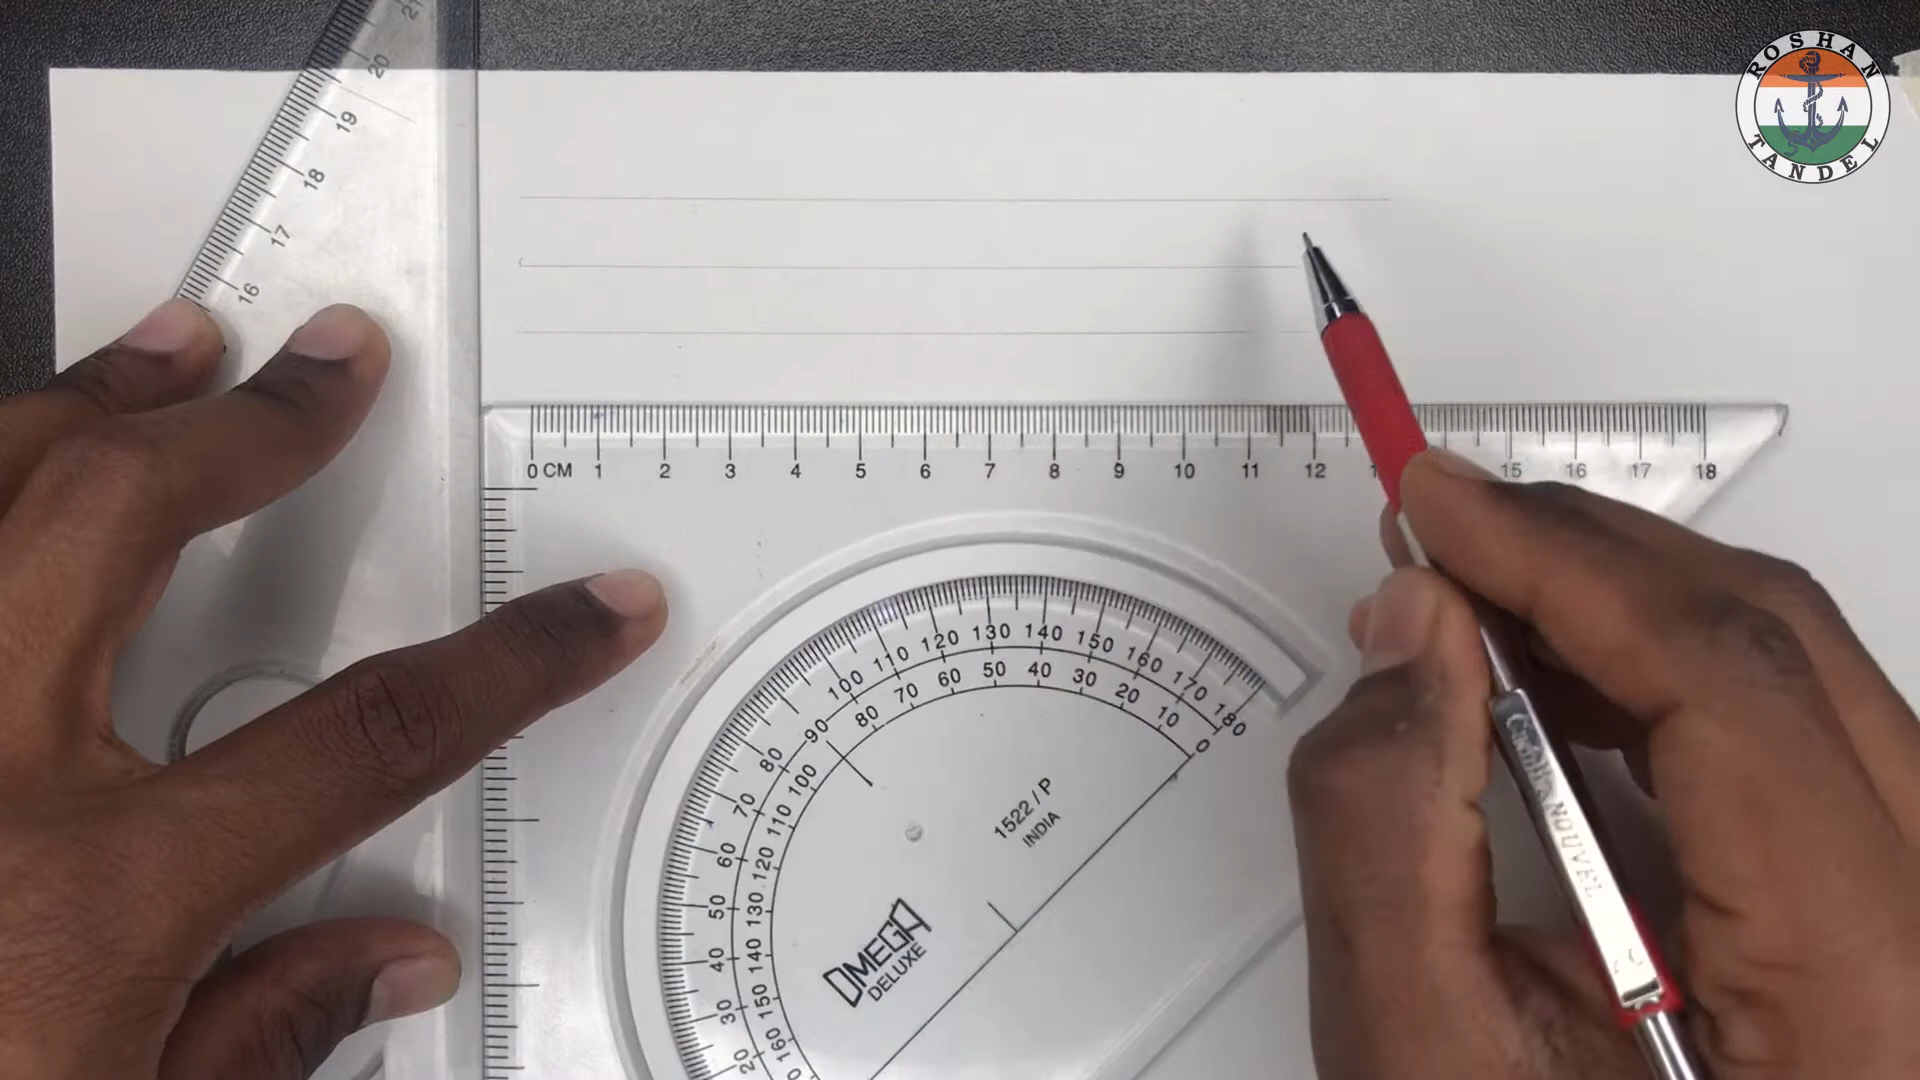 ROSHAN
TANDEL
21
20
19
18
17
16
0 CM 1 2 3 4 5 6 7 8 9 10 11 12 15 16 17 18
80 90 100 110 120 130 140 150 160 170 180
100 80 70 60 50 40 30 20 10 0
70 110
60 120
50 130
40 140
30 150
20 160
1522 / P
INDIA
OMEGA
DELUXE
NOUVEL